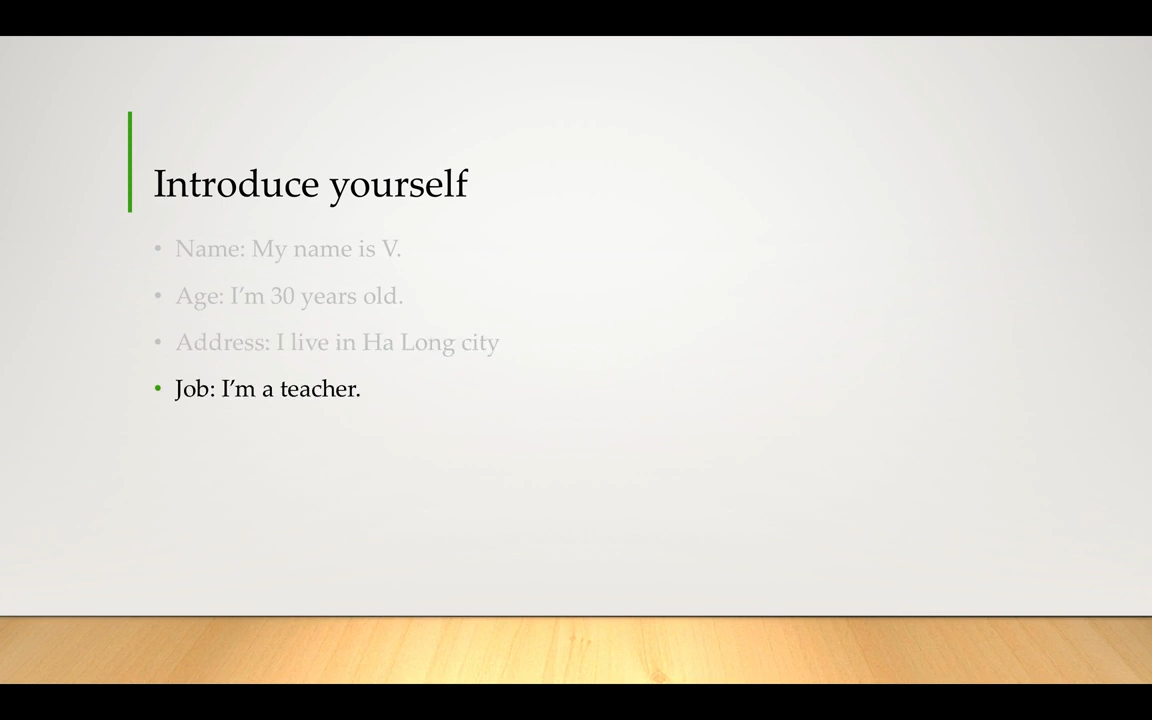 Introduce yourself
• Name: My name is V.
• Age: I’m 30 years old.
• Address: I live in Ha Long city
• Job: I’m a teacher.